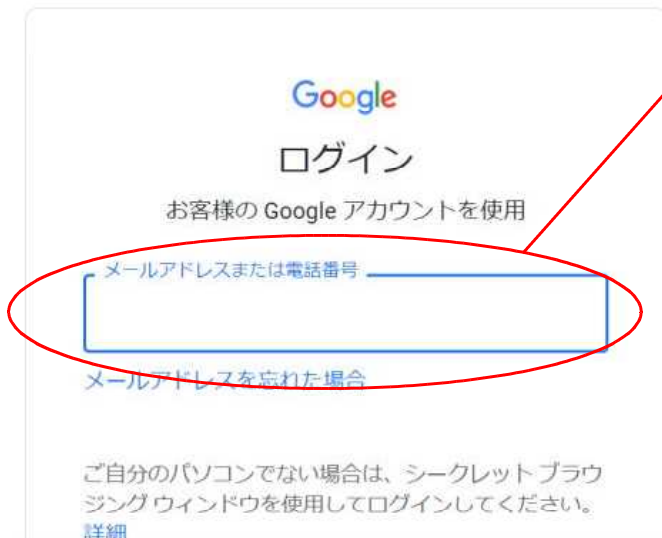 Google
ログイン
お客様の Google アカウントを使用
メールアドレスまたは電話番号
メールアドレスを忘れた場合
ご自分のパソコンでない場合は、シークレット ブラウ
ジング ウィンドウを使用してログインしてください。
詳細